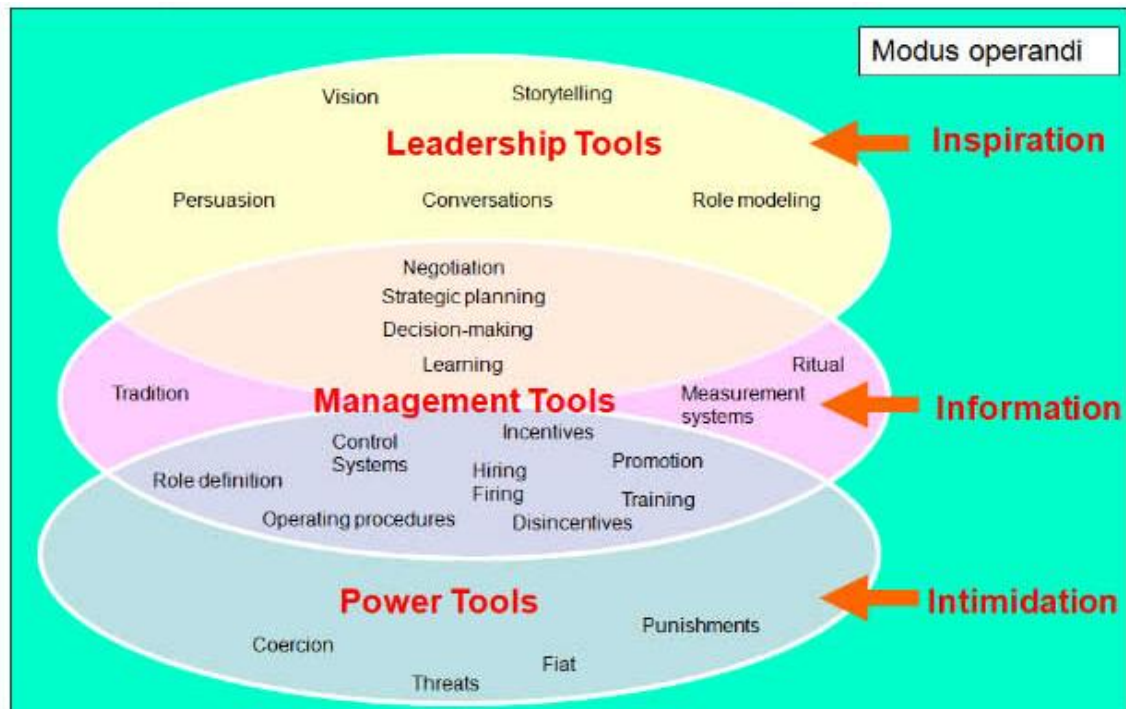 Modus operandi
Vision
Storytelling
Leadership Tools
Inspiration
Persuasion
Conversations
Role modeling
Negotiation
Strategic planning
Decision-making
Learning
Ritual
Tradition
Management Tools
Measurement
systems
Information
Incentives
Control
Systems
Promotion
Role definition
Hiring
Firing
Training
Operating procedures
Disincentives
Power Tools
Intimidation
Punishments
Coercion
Fiat
Threats